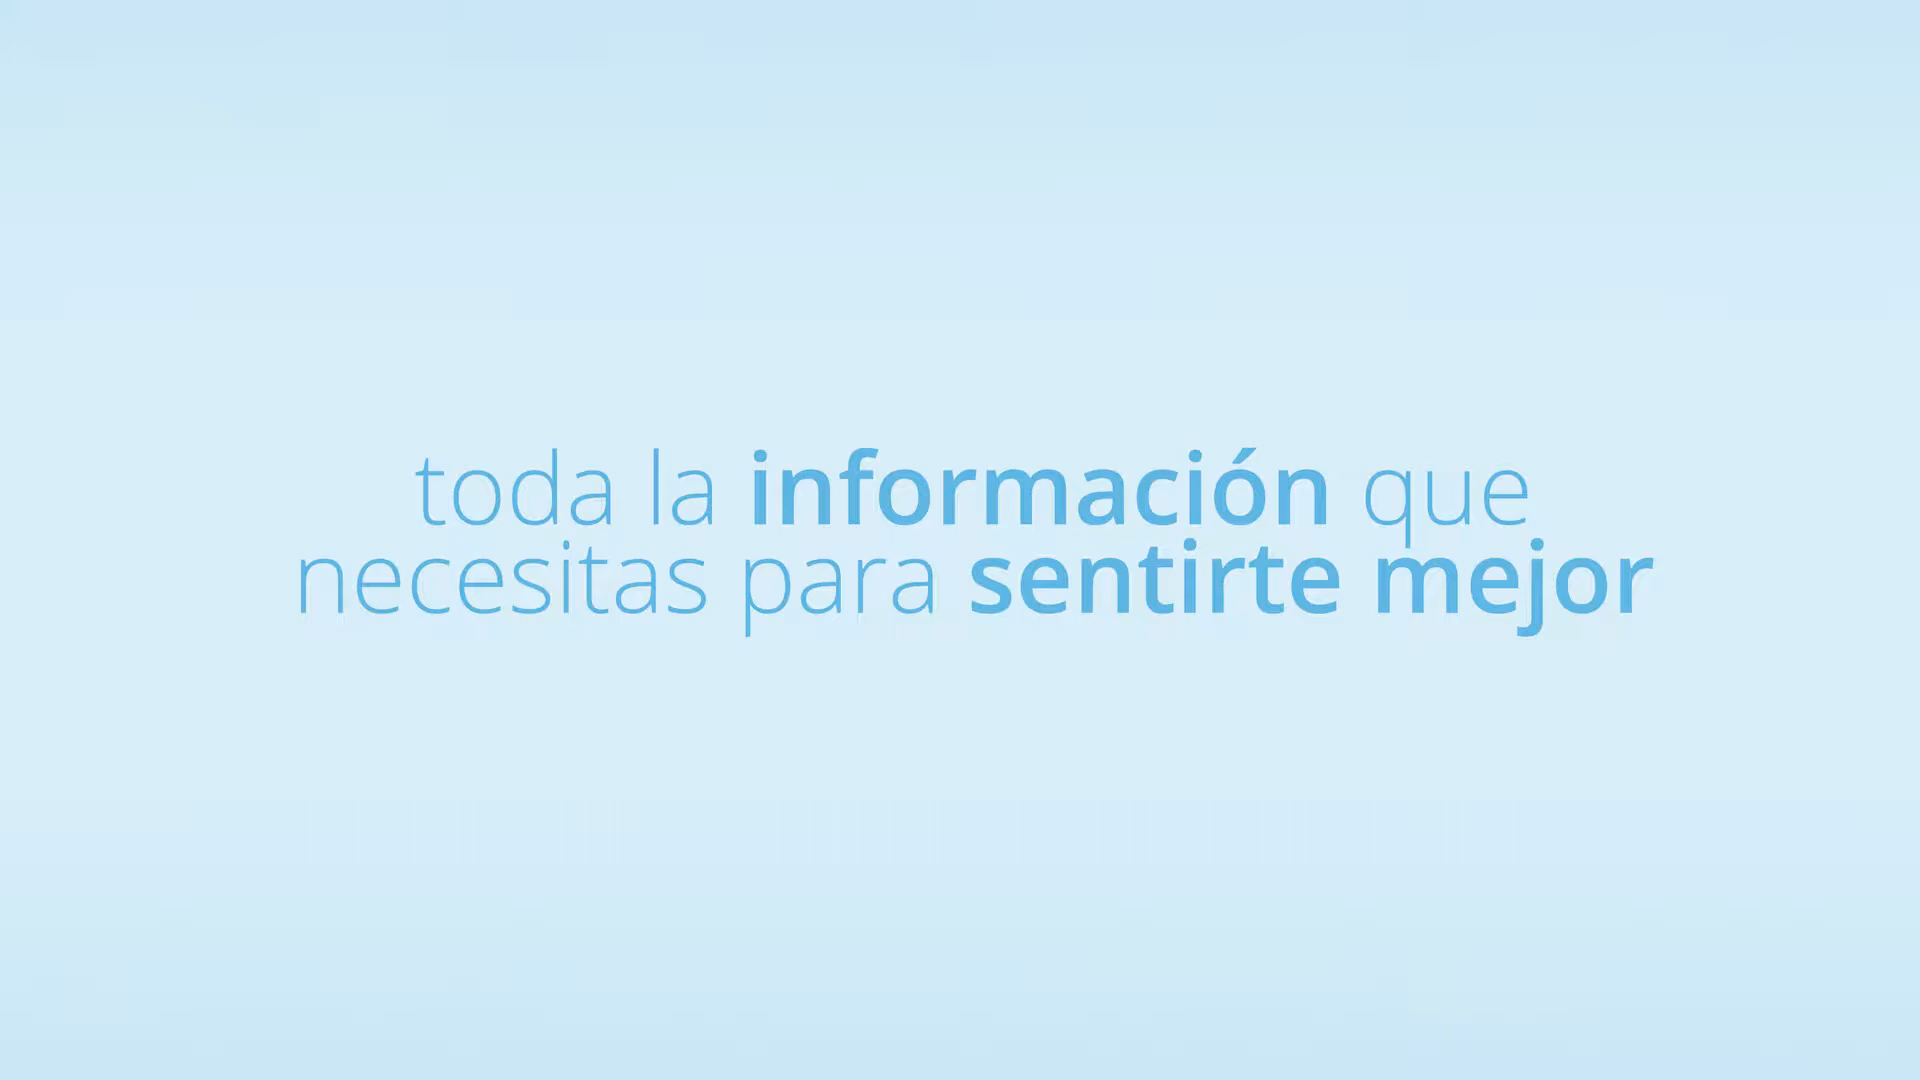 toda la información que
necesitas para sentirte mejor